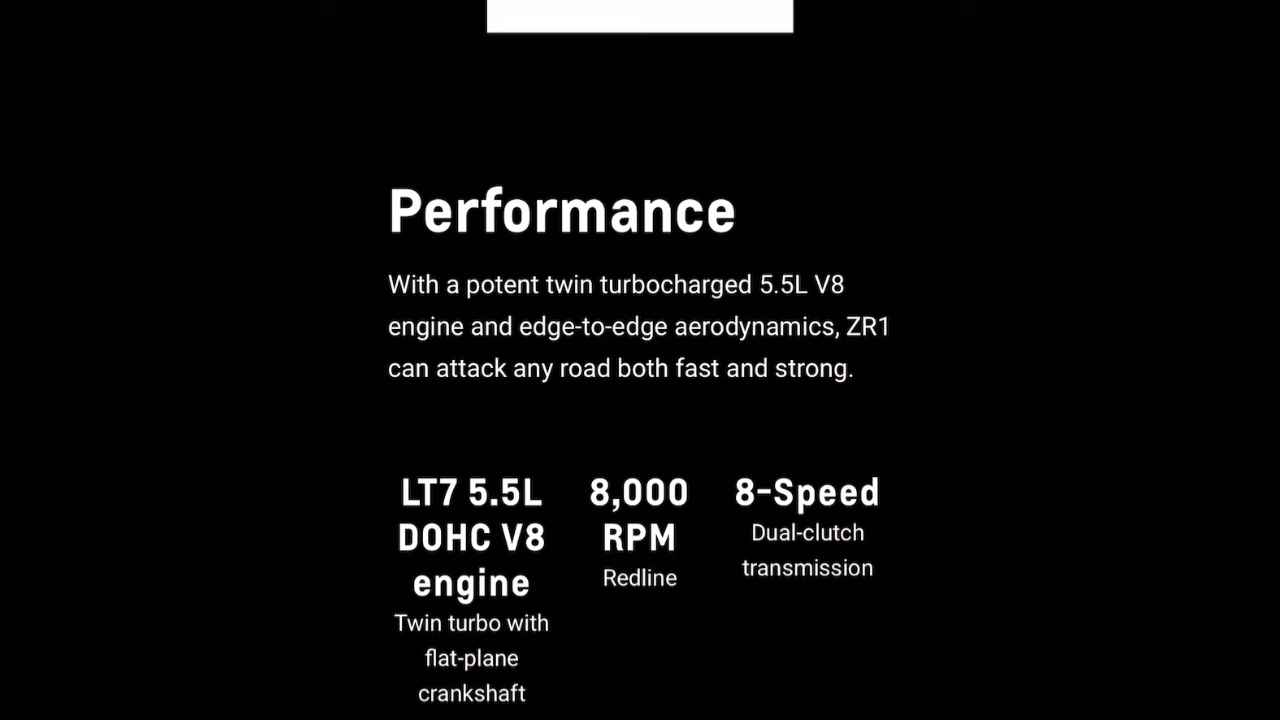 Performance
With a potent twin turbocharged 5.5L V8
engine and edge-to-edge aerodynamics, ZR1
can attack any road both fast and strong.
LT7 5.5L
DOHC V8
engine
Twin turbo with
flat-plane
crankshaft
8,000
RPM
Redline
8-Speed
Dual-clutch
transmission